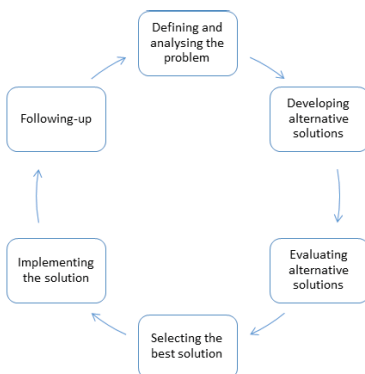 Defining and
analysing the
problem
Developing
alternative
solutions
Evaluating
alternative
solutions
Selecting the
best solution
Implementing
the solution
Following-up